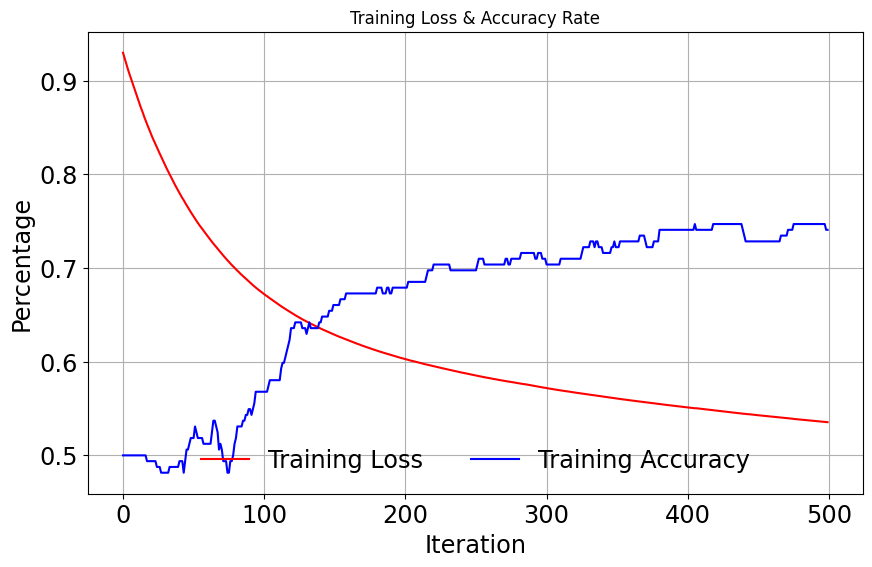 Training Loss & Accuracy Rate
Percentage
0.9
0.8
0.7
0.6
0.5
Training Loss
Training Accuracy
0 100 200 300 400 500
Iteration